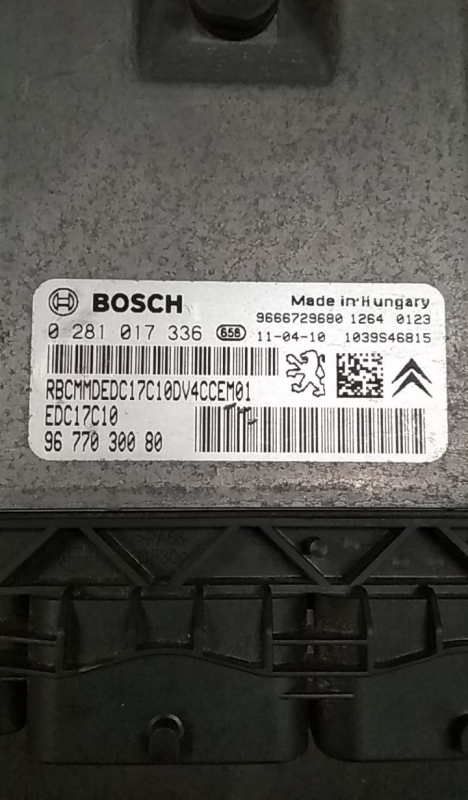 BOSCH
Made in Hungary
9666729680 1264 0123
0 281 017 336 65B 11-04-10 1039S46815
RBCMMDEDC17C10DV4CCEM01
EDC17C10
96 770 300 80